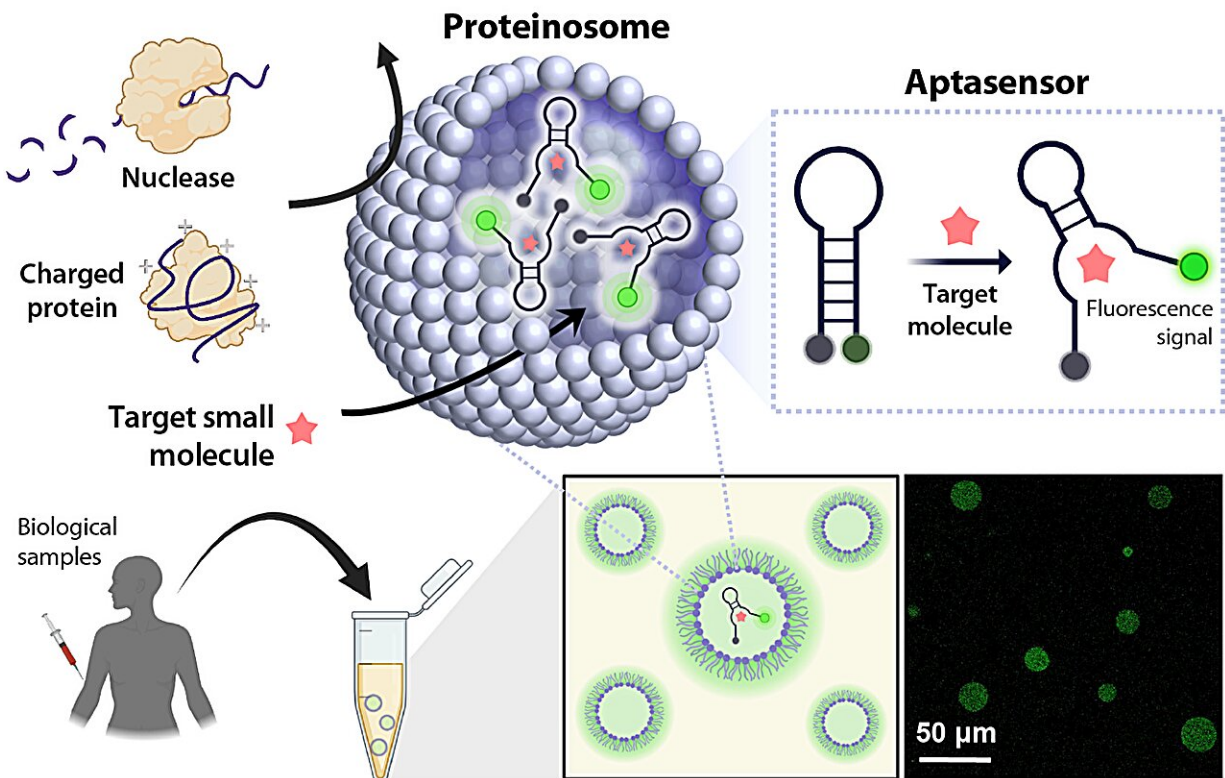 Proteinosome
Aptasensor
Nuclease
Charged
protein
Target
molecule
Fluorescence
signal
Target small
molecule
Biological
samples
50 µm